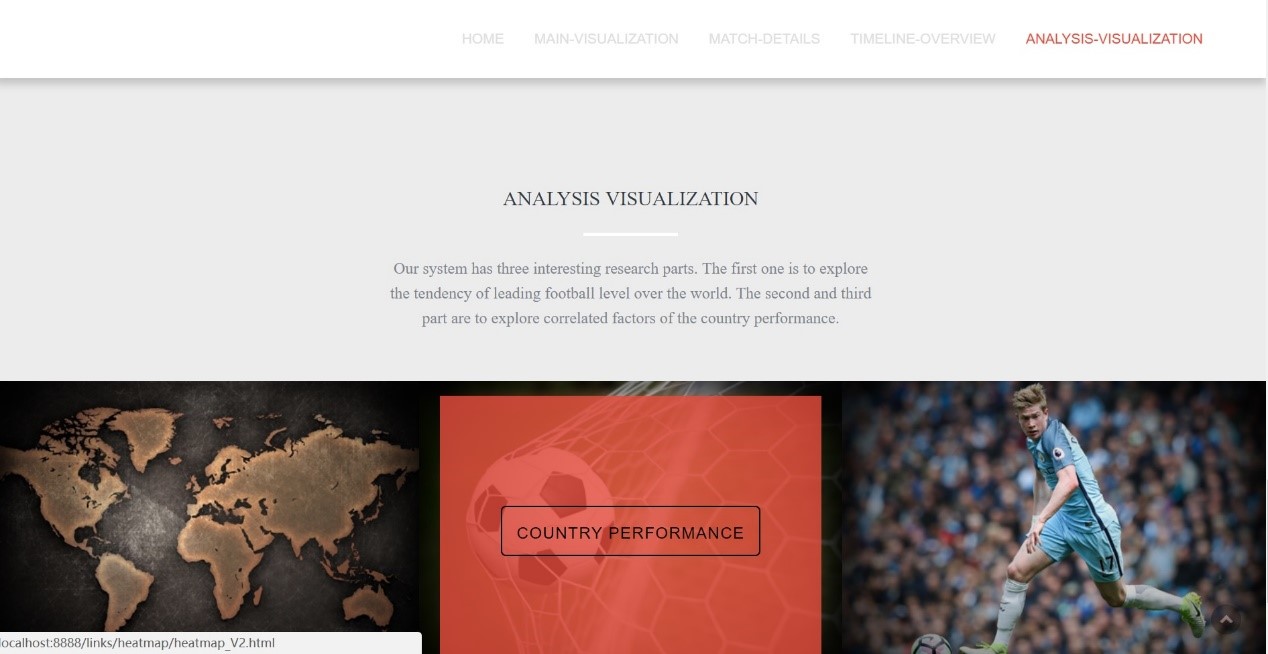 HOME MAIN-VISUALIZATION MATCH-DETAILS TIMELINE-OVERVIEW ANALYSIS-VISUALIZATION
ANALYSIS VISUALIZATION
Our system has three interesting research parts. The first one is to explore
the tendency of leading football level over the world. The second and third
part are to explore correlated factors of the country performance.
COUNTRY PERFORMANCE
17
localhost:8888/links/heatmap/heatmap_V2.html